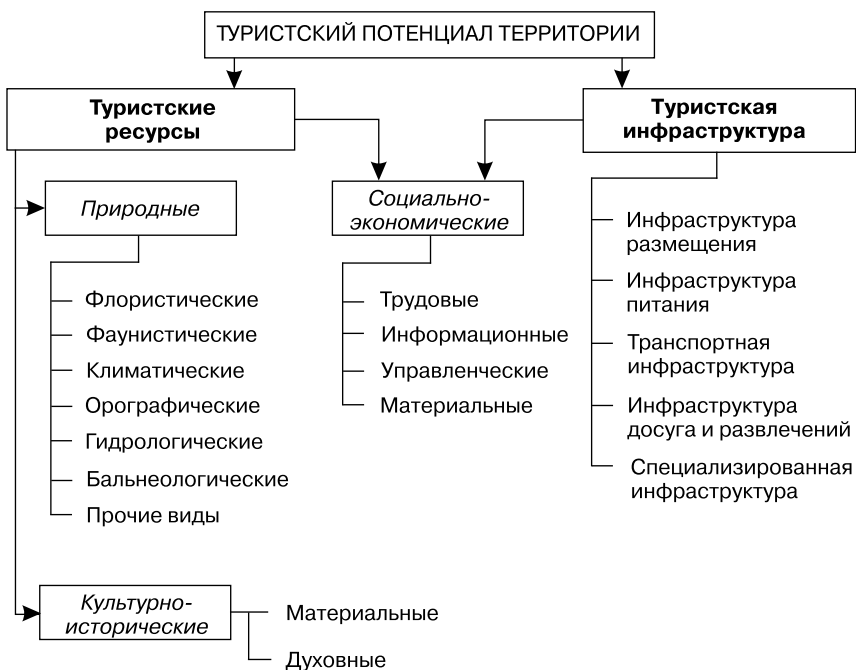 ТУРИСТСКИЙ ПОТЕНЦИАЛ ТЕРРИТОРИИ
Туристские
ресурсы
Туристская
инфраструктура
Природные
Социально-
экономические
Флористические
Фаунистические
Климатические
Орографические
Гидрологические
Бальнеологические
Прочие виды
Трудовые
Информационные
Управленческие
Материальные
Инфраструктура
размещения
Инфраструктура
питания
Транспортная
инфраструктура
Инфраструктура
досуга и развлечений
Специализированная
инфраструктура
Культурно-
исторические
Материальные
Духовные